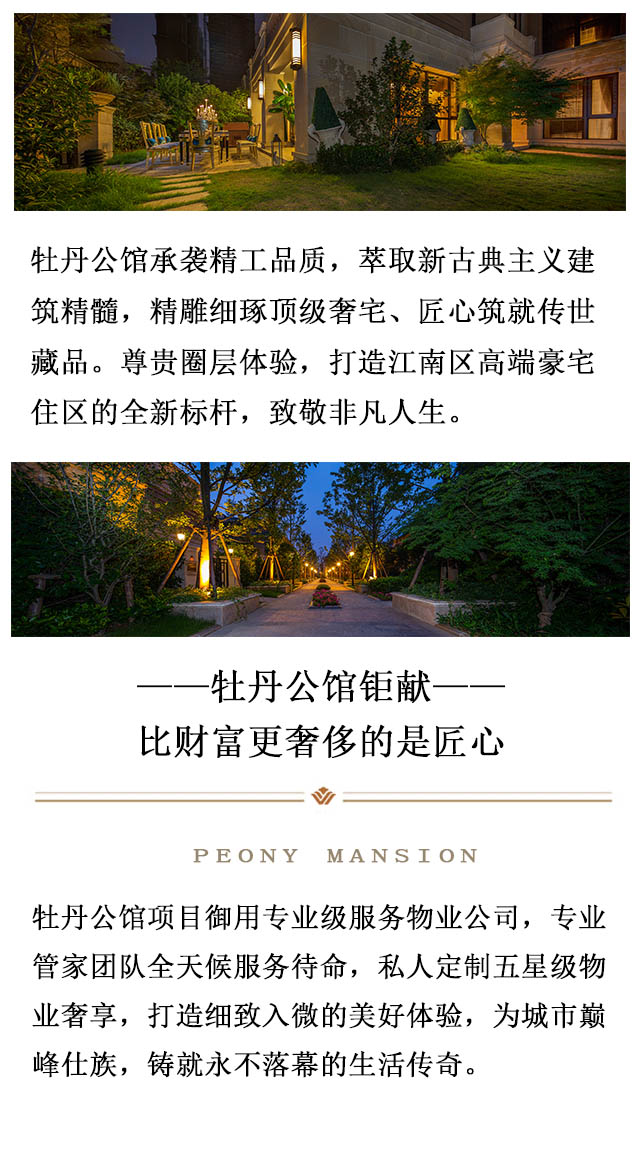 牡丹公馆承袭精工品质，萃取新古典主义建
筑精髓，精雕细琢顶级奢宅、匠心筑就传世
藏品。尊贵圈层体验，打造江南区高端豪宅
住区的全新标杆，致敬非凡人生。
——牡丹公馆钜献——
比财富更奢侈的是匠心
PEONY MANSION
牡丹公馆项目御用专业级服务物业公司，专业
管家团队全天候服务待命，私人定制五星级物
业奢享，打造细致入微的美好体验，为城市巅
峰仕族，铸就永不落幕的生活传奇。